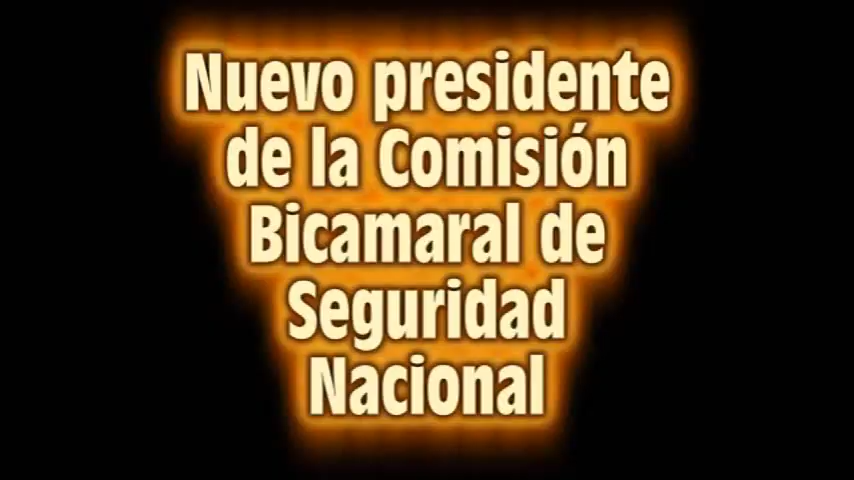 Nuevo presidente
de la Comisión
Bicamaral de
Seguridad
Nacional